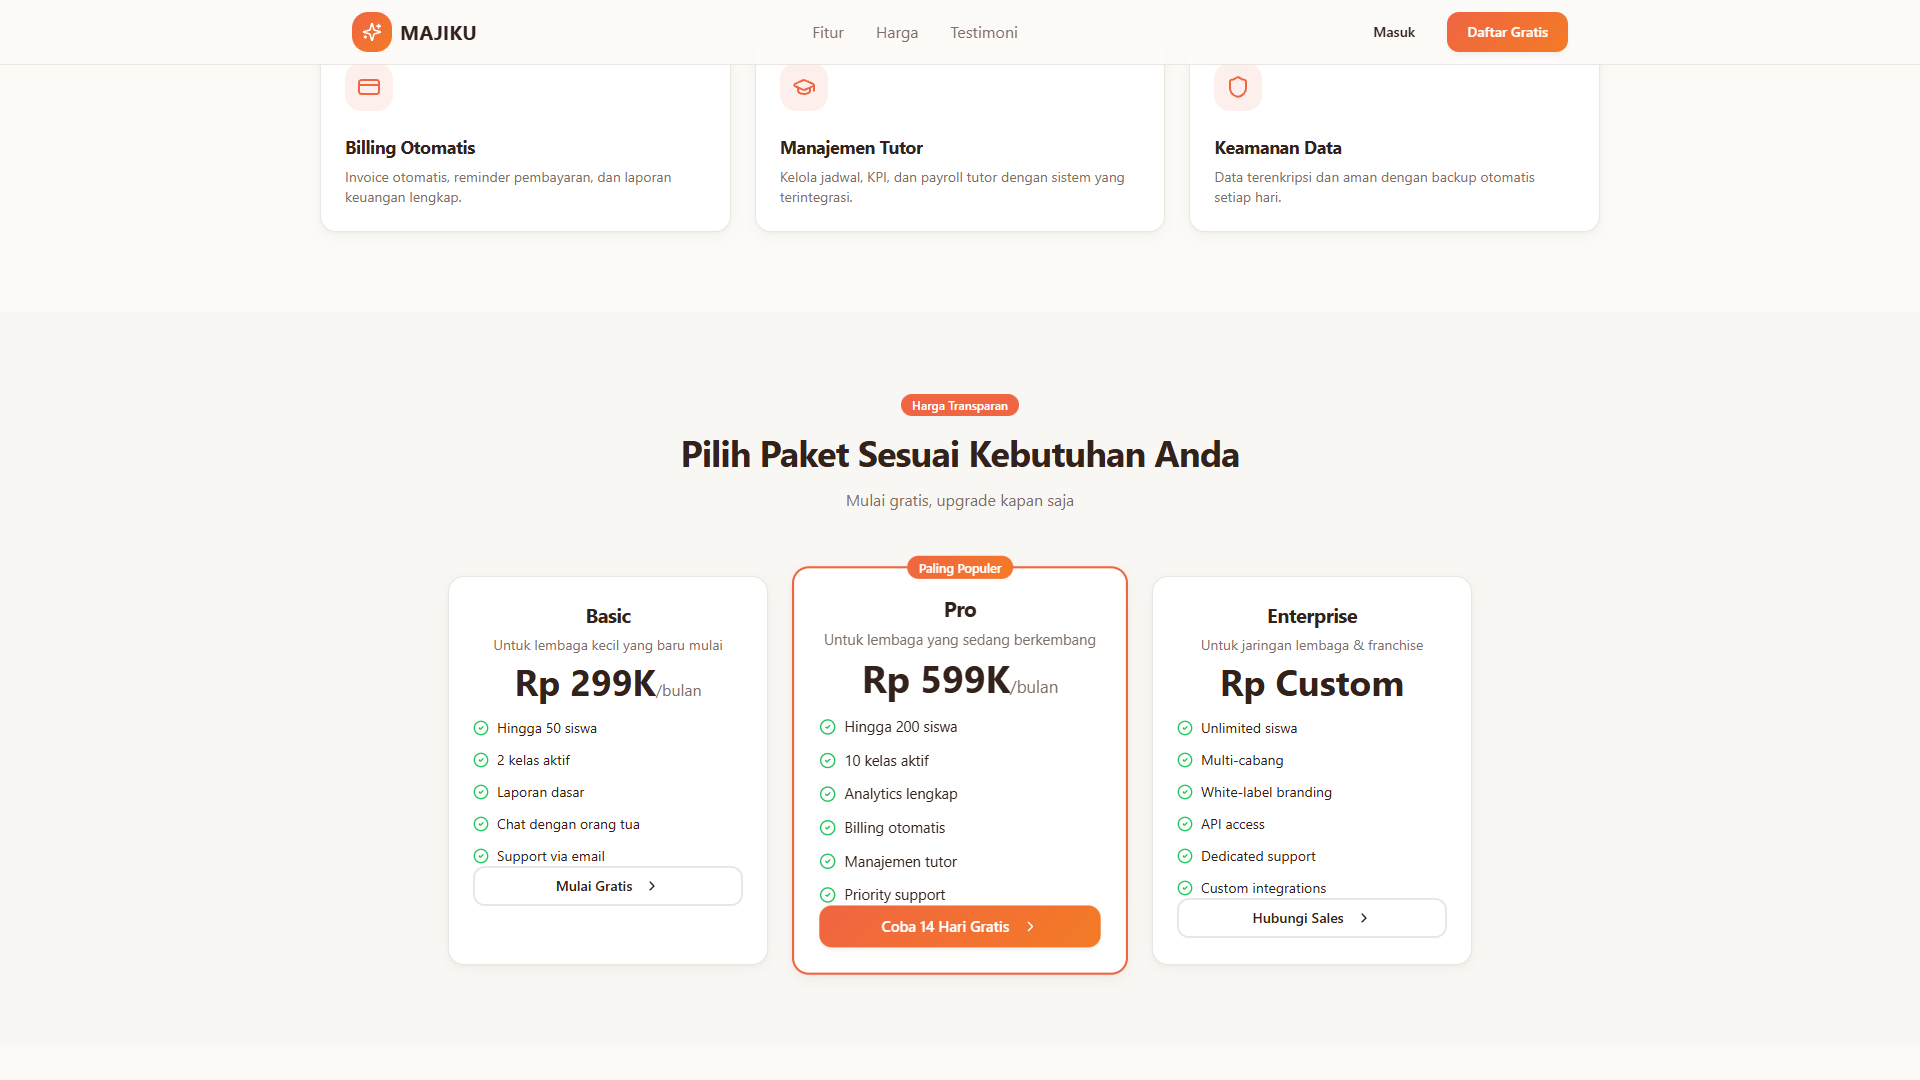 MAJIKU
Fitur
Harga
Testimoni
Masuk
Daftar Gratis
Billing Otomatis
Invoice otomatis, reminder pembayaran, dan laporan
keuangan lengkap.
Manajemen Tutor
Kelola jadwal, KPI, dan payroll tutor dengan sistem yang
terintegrasi.
Keamanan Data
Data terenkripsi dan aman dengan backup otomatis
setiap hari.
Harga Transparan
Pilih Paket Sesuai Kebutuhan Anda
Mulai gratis, upgrade kapan saja
Basic
Untuk lembaga kecil yang baru mulai
Rp 299K/bulan
Hingga 50 siswa
2 kelas aktif
Laporan dasar
Chat dengan orang tua
Support via email
Mulai Gratis
Paling Populer
Pro
Untuk lembaga yang sedang berkembang
Rp 599K/bulan
Hingga 200 siswa
10 kelas aktif
Analytics lengkap
Billing otomatis
Manajemen tutor
Priority support
Coba 14 Hari Gratis
Enterprise
Untuk jaringan lembaga & franchise
Rp Custom
Unlimited siswa
Multi-cabang
White-label branding
API access
Dedicated support
Custom integrations
Hubungi Sales